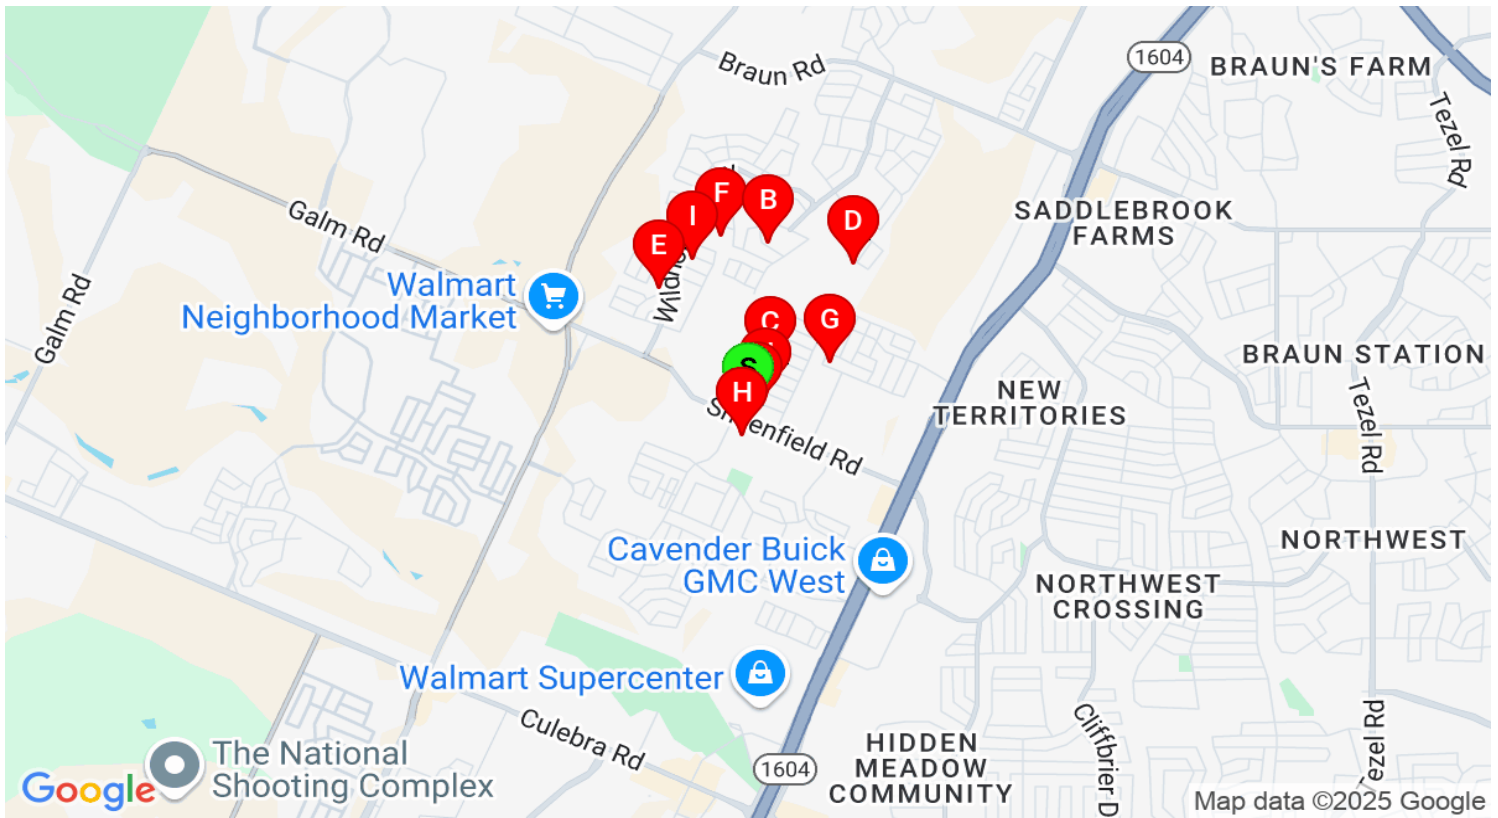 Braun Rd
1604
BRAUN'S FARM
Tezel Rd
Galm Rd
F
B
I
D
E
SADDLEBROOK
FARMS
Galm Rd
Walmart
Neighborhood Market
C
G
BRAUN STATION
S
H
NEW
TERRITORIES
Tezel Rd
Cavender Buick
GMC West
NORTHWEST
NORTHWEST
CROSSING
Walmart Supercenter
Culebra Rd
Tezel Rd
Cliffbrier D
HIDDEN
MEADOW
COMMUNITY
1604
The National
Shooting Complex
Google
Map data ©2025 Google